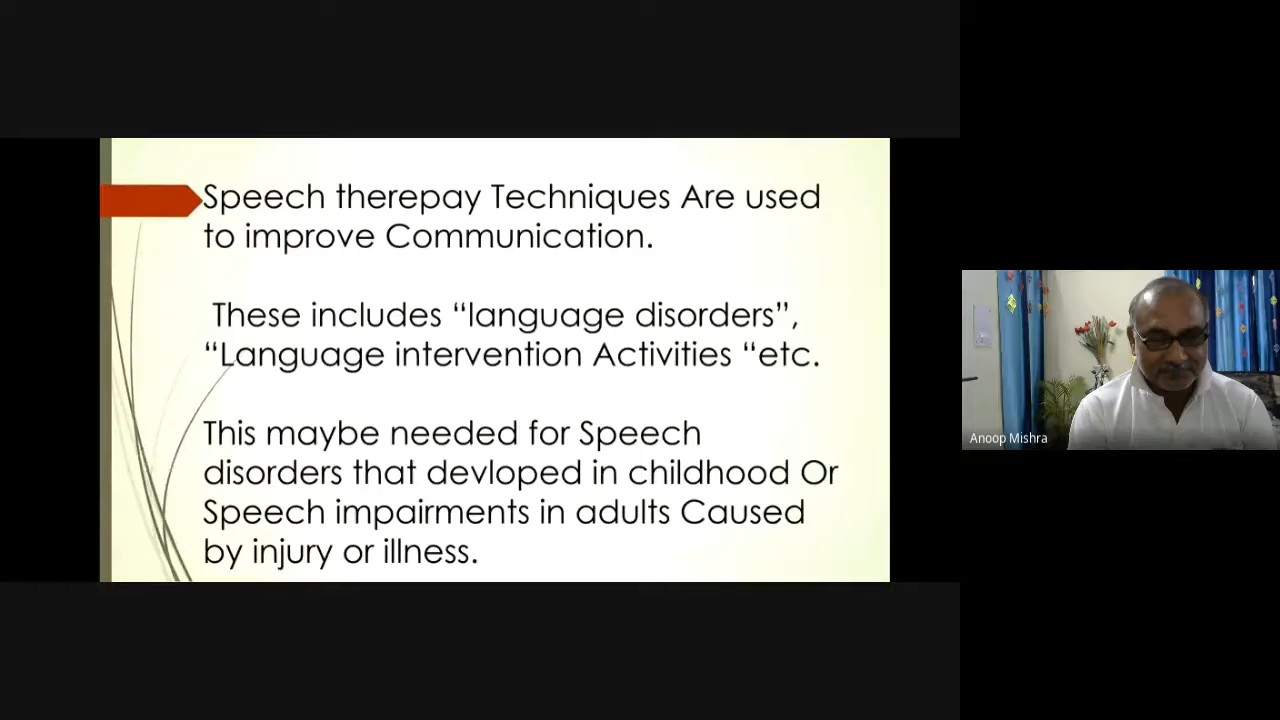 Speech therepay Techniques Are used
to improve Communication.
These includes “language disorders”,
“Language intervention Activities “etc.
This maybe needed for Speech
disorders that devloped in childhood Or
Speech impairments in adults Caused
by injury or illness.
Anoop Mishra